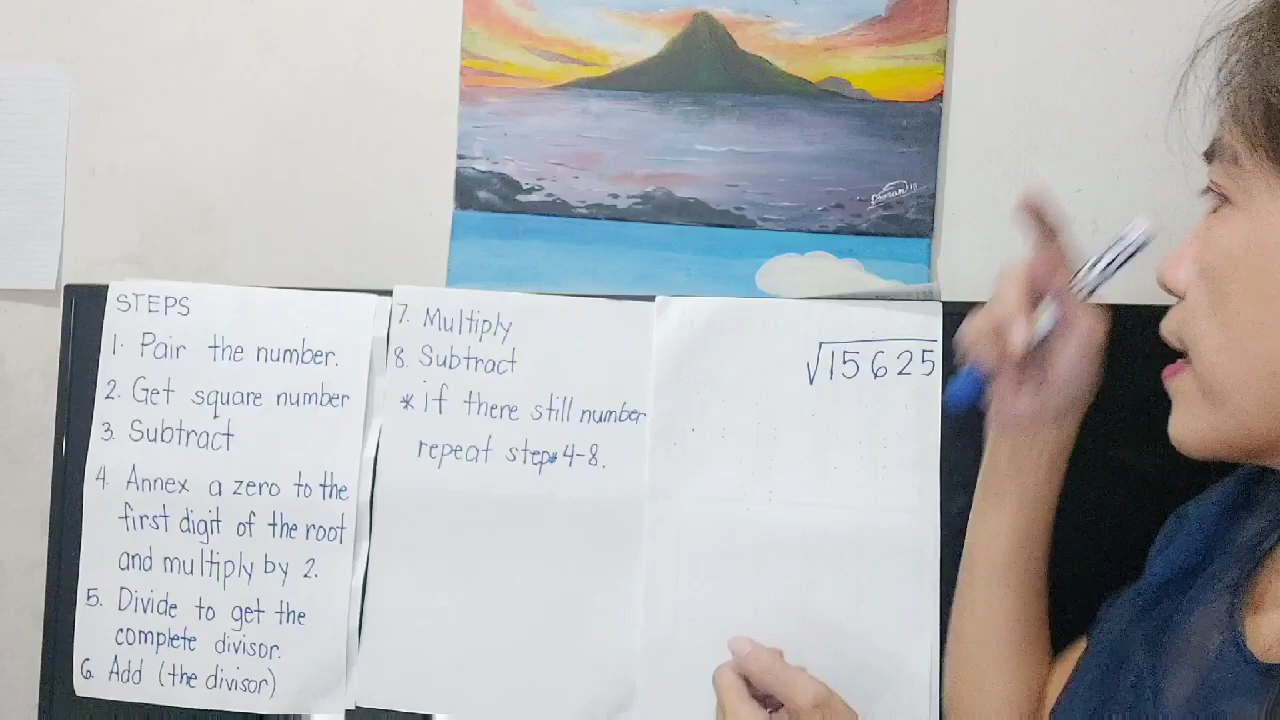 STEPS
1. Pair the number.
2. Get square number
3. Subtract
4. Annex a zero to the
first digit of the root
and multiply by 2.
5. Divide to get the
complete divisor.
6. Add (the divisor)
7. Multiply
8. Subtract
* if there still number
repeat step 4-8.
√15625